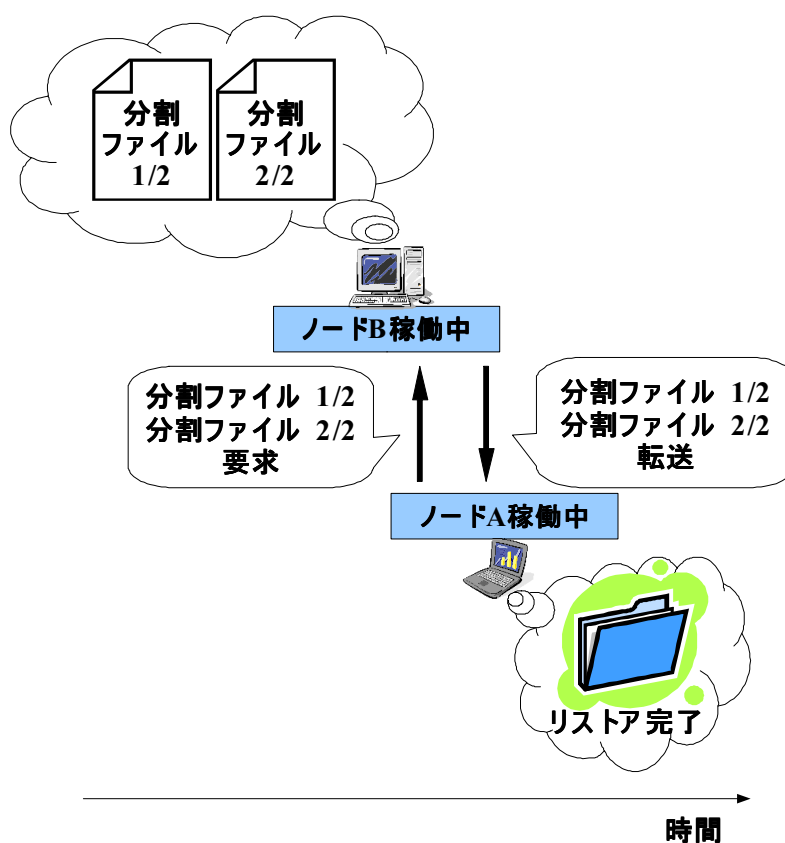 分割
ファイル
1/2
分割
ファイル
2/2
ノードB稼働中
分割ファイル 1/2
分割ファイル 2/2
要求
分割ファイル 1/2
分割ファイル 2/2
転送
ノードA稼働中
リストア完了
時間